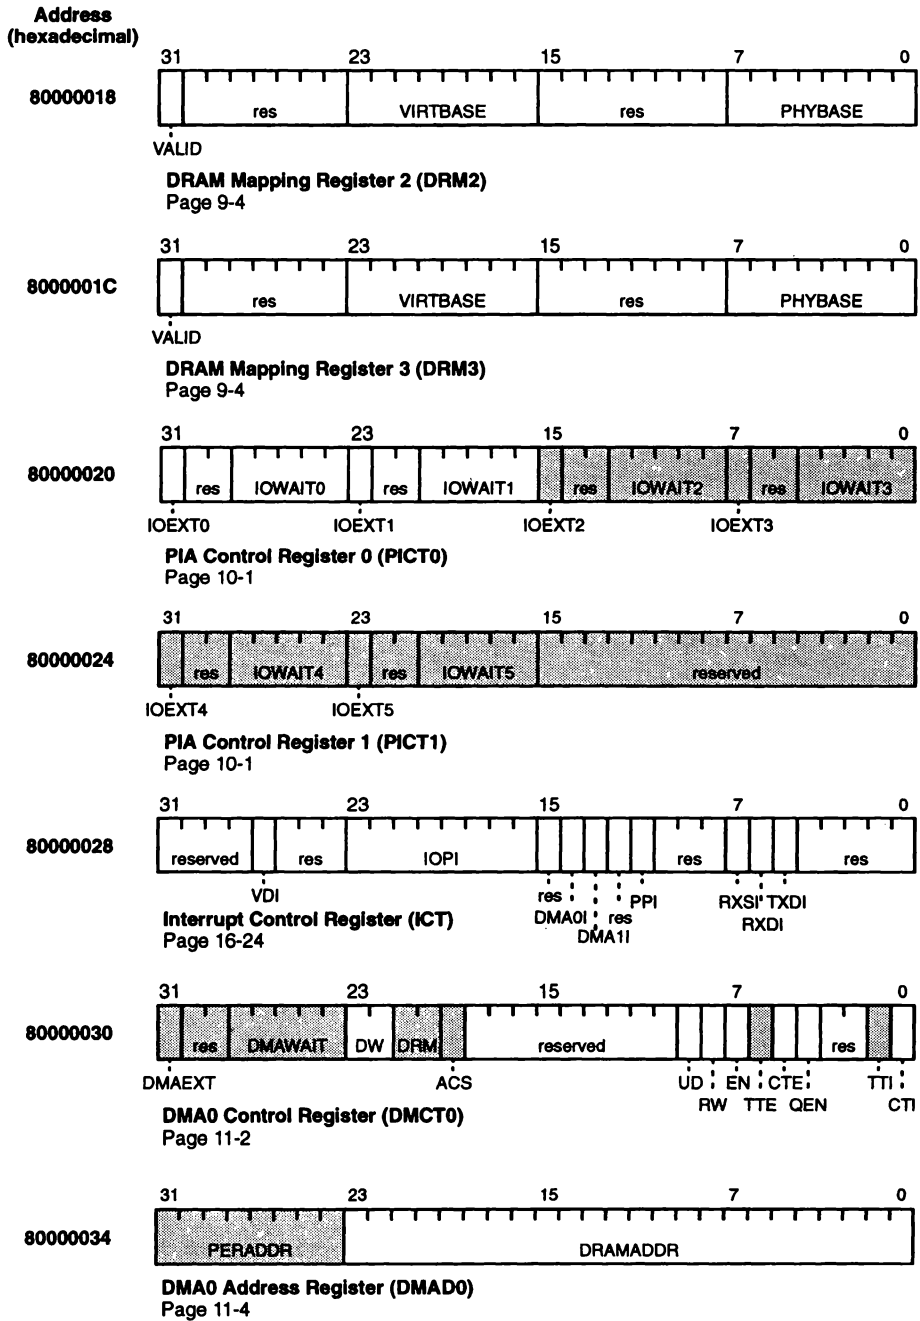 Address
(hexadecimal)
31 23 15 7 0
80000018 res VIRTBASE res PHYBASE
VALID
DRAM Mapping Register 2 (DRM2)
Page 9-4
31 23 15 7 0
8000001C res VIRTBASE res PHYBASE
VALID
DRAM Mapping Register 3 (DRM3)
Page 9-4
31 23 15 7 0
80000020 res IOWAIT0 res IOWAIT1 res IOWAIT2 res IOWAIT3
IOEXT0 IOEXT1 IOEXT2 IOEXT3
PIA Control Register 0 (PICT0)
Page 10-1
31 23 15 7 0
80000024 res IOWAIT4 res IOWAIT5 reserved
IOEXT4 IOEXT5
PIA Control Register 1 (PICT1)
Page 10-1
31 23 15 7 0
80000028 reserved res IOPI res res
VDI res PPI RXSI TXDI
DMA0I res RXDI
DMA1I
Interrupt Control Register (ICT)
Page 16-24
31 23 15 7 0
80000030 res DMAWAIT DW DRM reserved res
DMAEXT ACS UD EN CTE TTI
RW TTE QEN CTI
DMA0 Control Register (DMCT0)
Page 11-2
31 23 15 7 0
80000034 PERADDR DRAMADDR
DMA0 Address Register (DMAD0)
Page 11-4